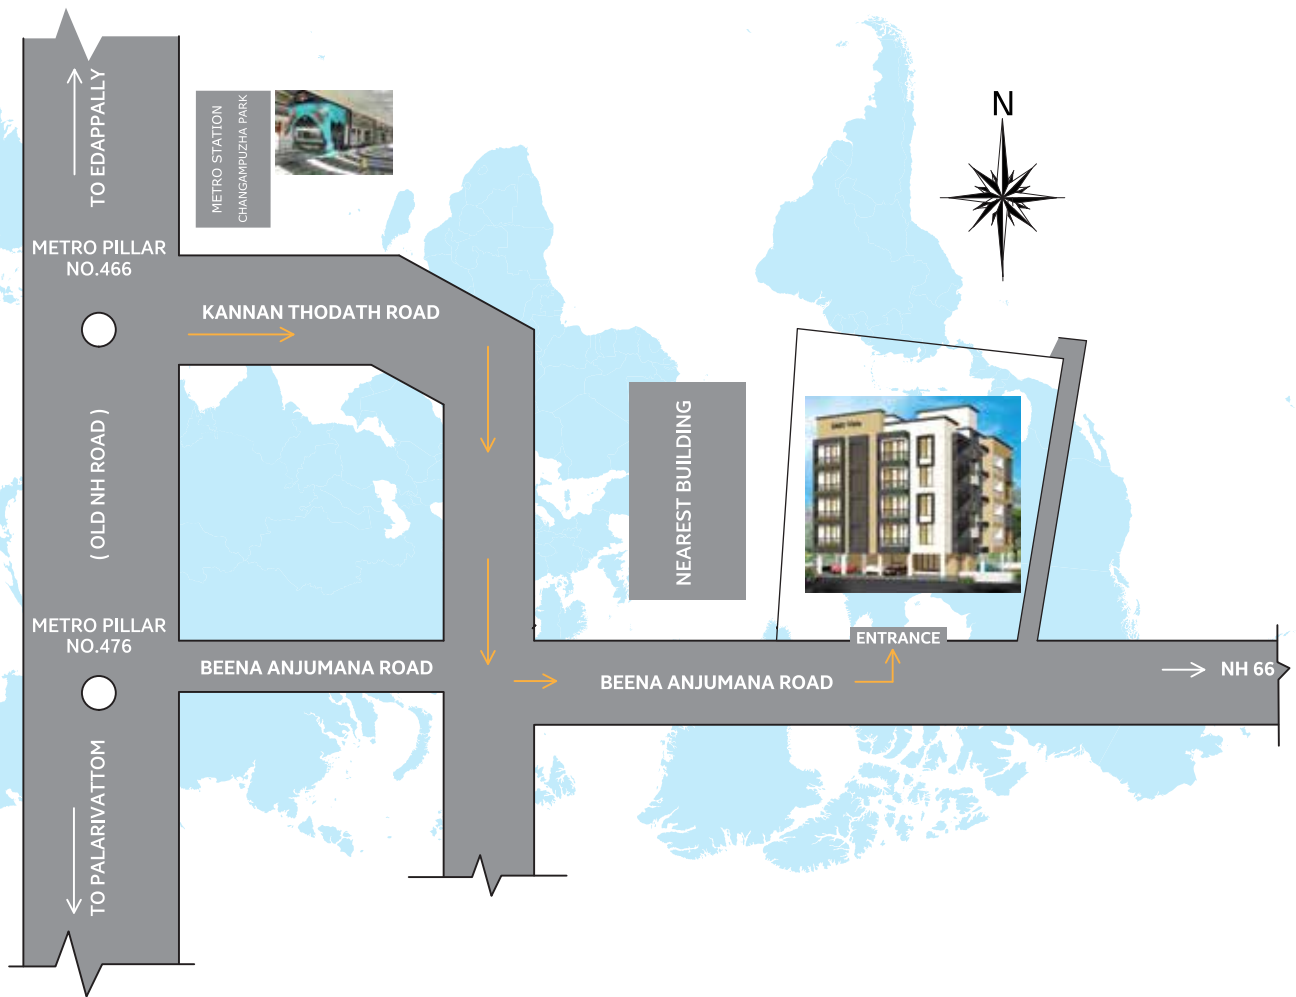 N
TO EDAPPALLY
METRO STATION
CHANGAMPUZHA PARK
METRO PILLAR
NO.466
KANNAN THODATH ROAD
( OLD NH ROAD )
NEAREST BUILDING
METRO PILLAR
NO.476
ENTRANCE
BEENA ANJUMANA ROAD
BEENA ANJUMANA ROAD
NH 66
TO PALARIVATTOM